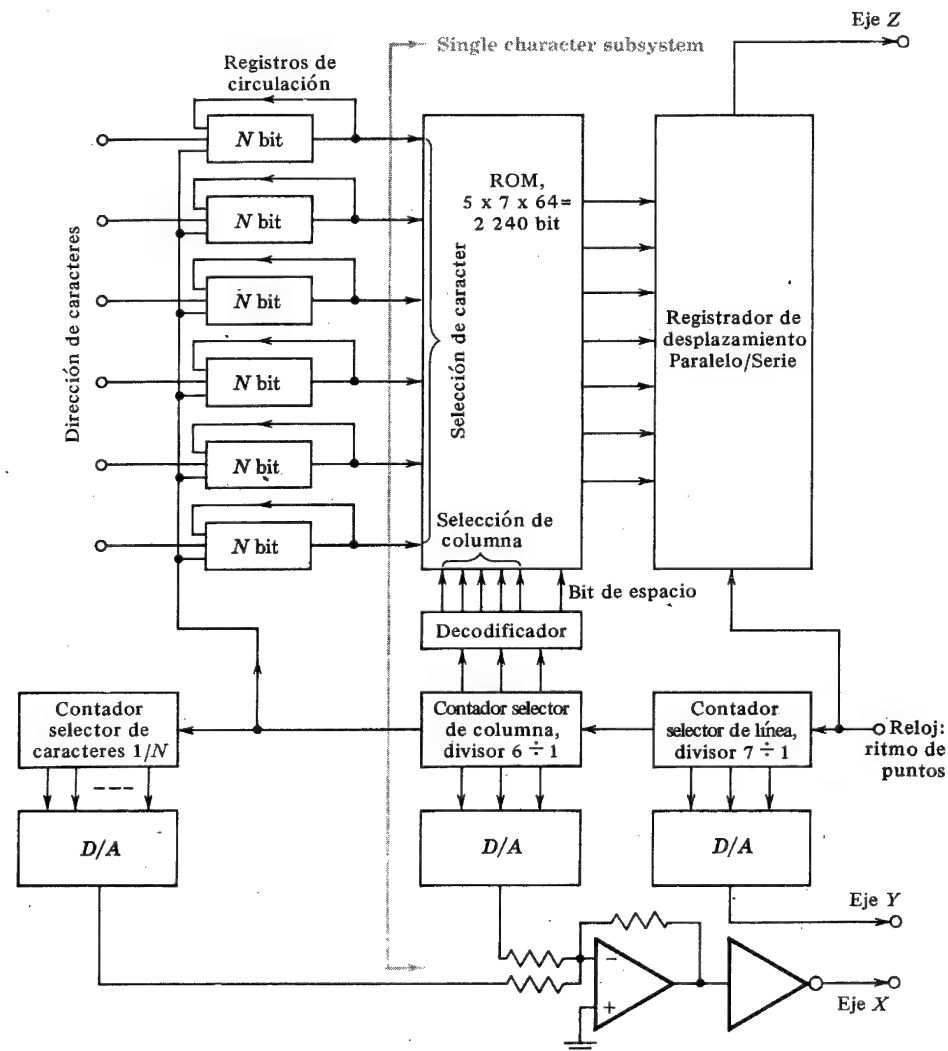 Eje Z
Single character subsystem
Registros de
circulación
Dirección de caracteres
N bit
N bit
N bit
N bit
N bit
N bit
ROM,
5 x 7 x 64=
2 240 bit
Selección de caracter
Selección de
columna
Registrador de
desplazamiento
Paralelo/Serie
Bit de espacio
Decodificador
Contador
selector de
caracteres 1/N
Contador selector
de columna,
divisor 6 ÷ 1
Contador
selector de línea,
divisor 7 ÷ 1
Reloj:
ritmo de
puntos
D/A
D/A
D/A
Eje Y
−
+
Eje X